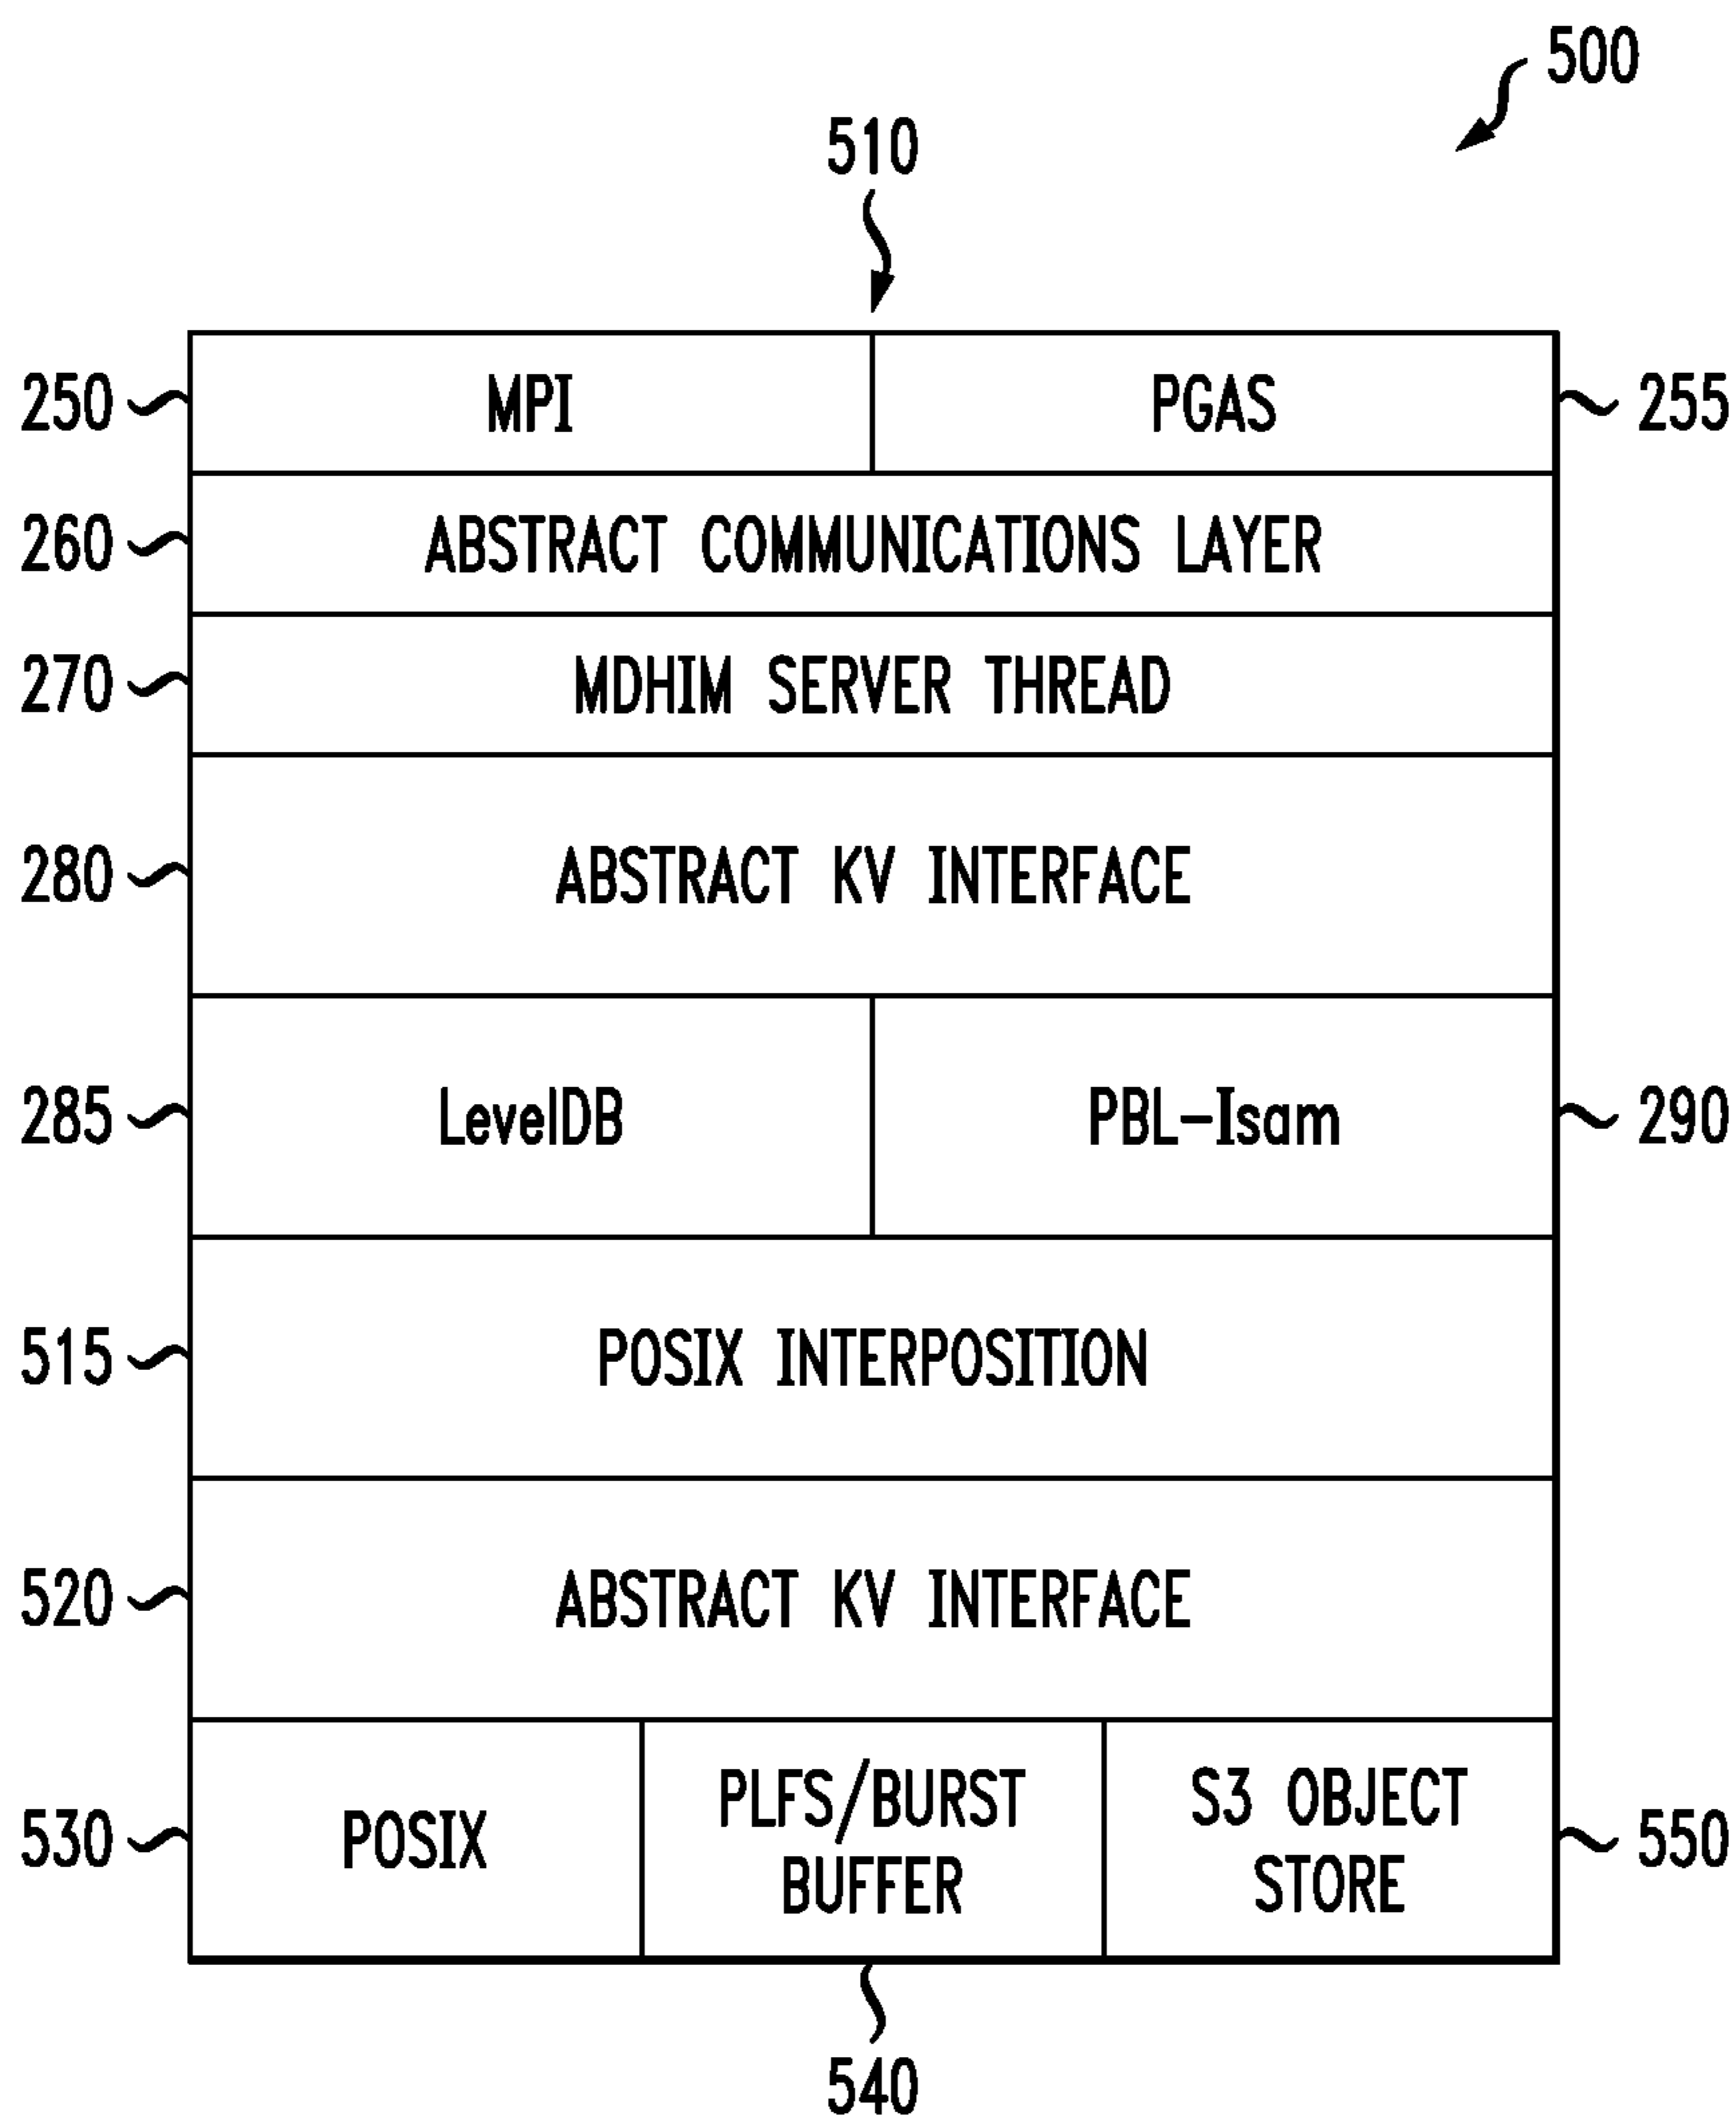 500
510
250 MPI PGAS 255
260 ABSTRACT COMMUNICATIONS LAYER
270 MDHIM SERVER THREAD
280 ABSTRACT KV INTERFACE
285 LevelDB PBL-Isam 290
515 POSIX INTERPOSITION
520 ABSTRACT KV INTERFACE
530 POSIX
PLFS/BURST
BUFFER
S3 OBJECT
STORE
550
540